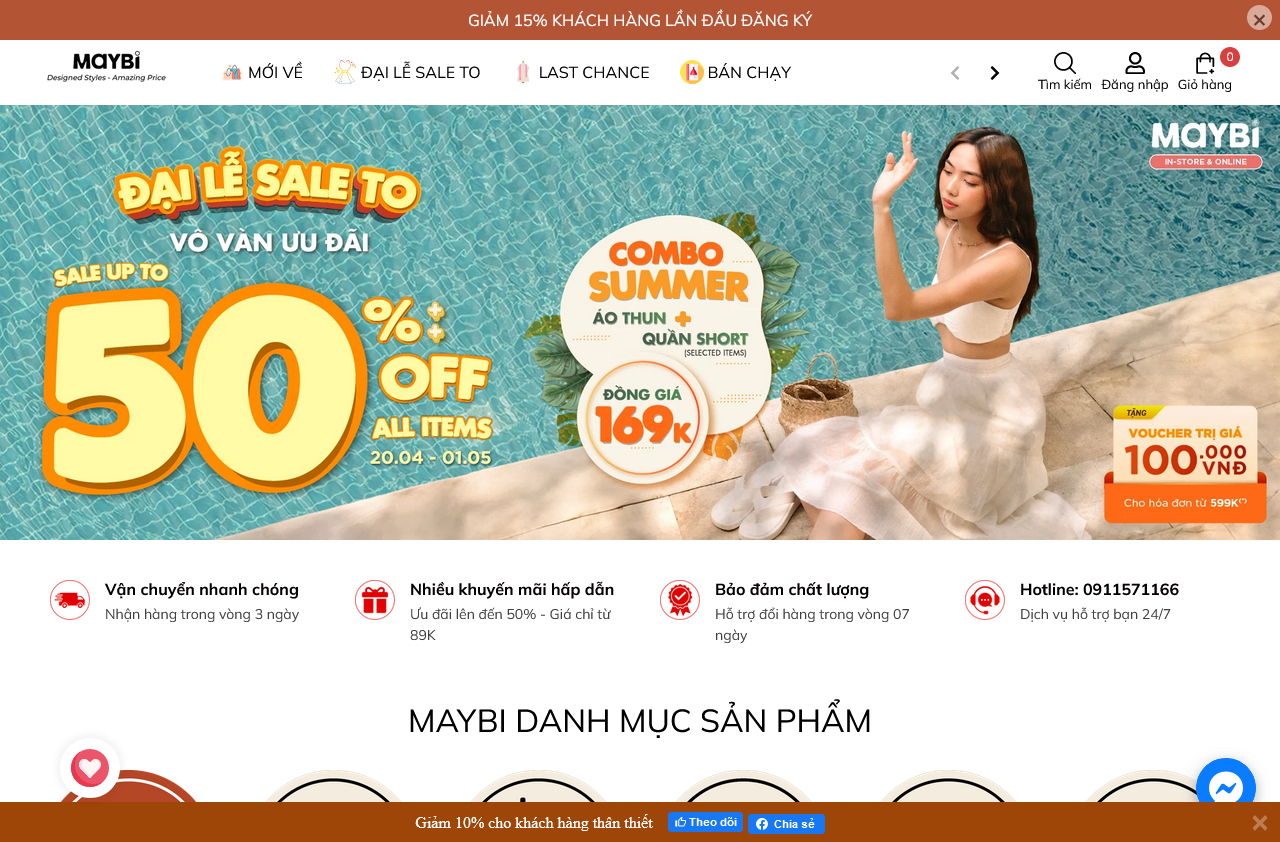 GIẢM 15% KHÁCH HÀNG LẦN ĐẦU ĐĂNG KÝ
MAYBI
Designed Styles - Amazing Price
MỚI VỀ
ĐẠI LỄ SALE TO
LAST CHANCE
BÁN CHẠY
Tìm kiếm
Đăng nhập
0
Giỏ hàng
MAYBI
IN-STORE & ONLINE
ĐẠI LỄ SALE TO
VÔ VÀN ƯU ĐÃI
SALE UP TO
50%++
OFF
ALL ITEMS
20.04 - 01.05
COMBO
SUMMER
ÁO THUN +
QUẦN SHORT
(SELECTED ITEMS)
ĐỒNG GIÁ
169K
TẶNG
VOUCHER TRỊ GIÁ
100.000 VNĐ
Cho hóa đơn từ 599K(*)
Vận chuyển nhanh chóng
Nhận hàng trong vòng 3 ngày
Nhiều khuyến mãi hấp dẫn
Ưu đãi lên đến 50% - Giá chỉ từ
89K
Bảo đảm chất lượng
Hỗ trợ đổi hàng trong vòng 07
ngày
Hotline: 0911571166
Dịch vụ hỗ trợ bạn 24/7
MAYBI DANH MỤC SẢN PHẨM
Giảm 10% cho khách hàng thân thiết
Theo dõi
Chia sẻ